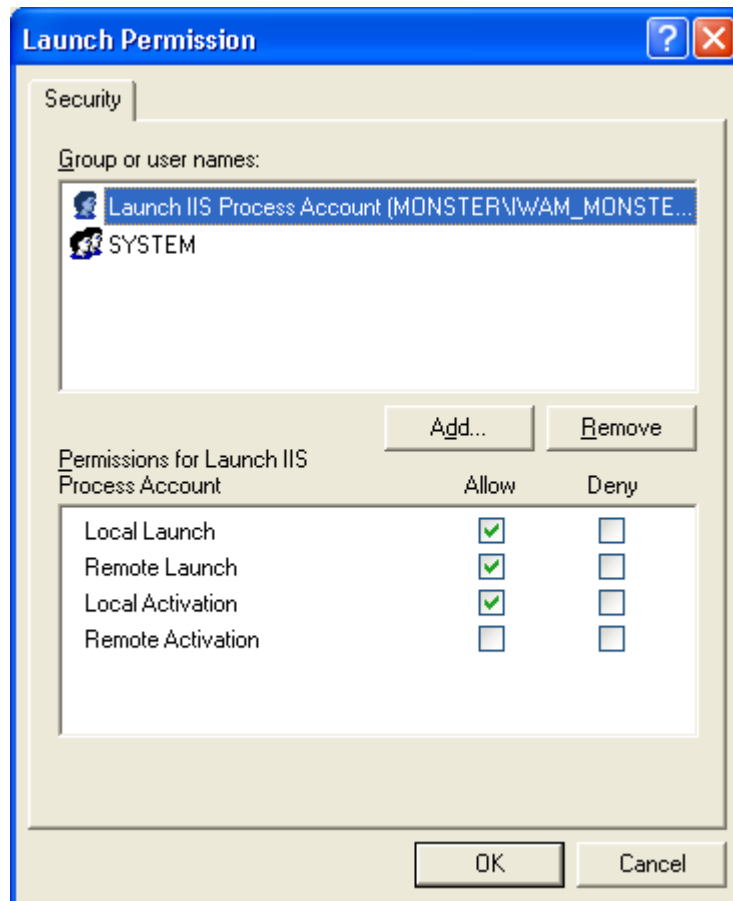 Launch Permission
Security
Group or user names:
Launch IIS Process Account (MONSTER\IWAM_MONSTE...
SYSTEM
Add... Remove
Permissions for Launch IIS
Process Account Allow Deny
Local Launch
Remote Launch
Local Activation
Remote Activation
OK Cancel